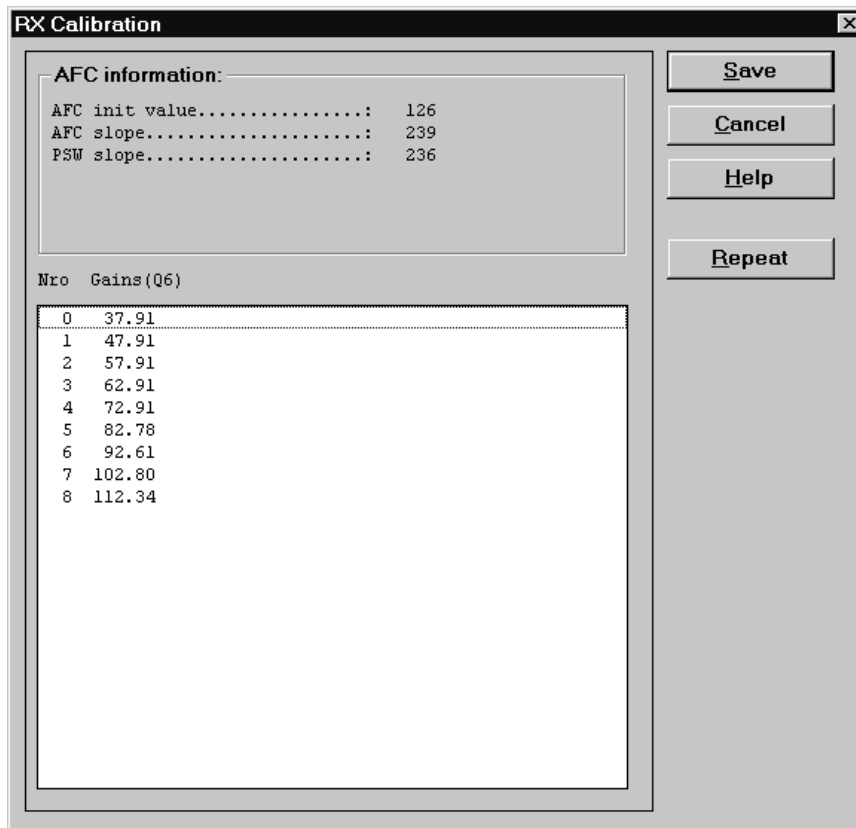 RX Calibration
AFC information:
AFC init value................: 126
AFC slope.....................: 239
PSW slope.....................: 236
Save
Cancel
Help
Repeat
Nro Gains(Q6)
0 37.91
1 47.91
2 57.91
3 62.91
4 72.91
5 82.78
6 92.61
7 102.80
8 112.34